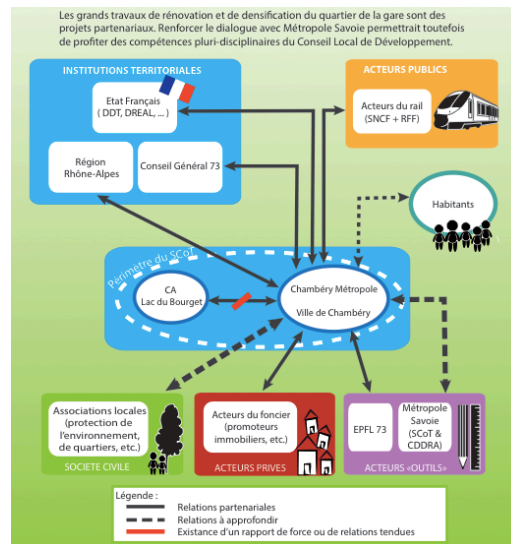 Les grands travaux de rénovation et de densification du quartier de la gare sont des
projets partenariaux. Renforcer le dialogue avec Métropole Savoie permettrait toutefois
de profiter des compétences pluri-disciplinaires du Conseil Local de Développement.
INSTITUTIONS TERRITORIALES
Etat Français
( DDT, DREAL, ... )
Région
Rhône-Alpes
Conseil Général 73
ACTEURS PUBLICS
Acteurs du rail
(SNCF + RFF)
Habitants
Périmètre du SCoT
CA
Lac du Bourget
Chambéry Métropole
Ville de Chambéry
Associations locales
(protection de
l'environnement,
de quartiers, etc.)
SOCIETE CIVILE
Acteurs du foncier
(promoteurs
immobiliers, etc.)
ACTEURS PRIVES
EPFL 73
Métropole
Savoie
(SCoT &
CDDRA)
ACTEURS «OUTILS»
Légende :
Relations partenariales
Relations à approfondir
Existance d'un rapport de force ou de relations tendues